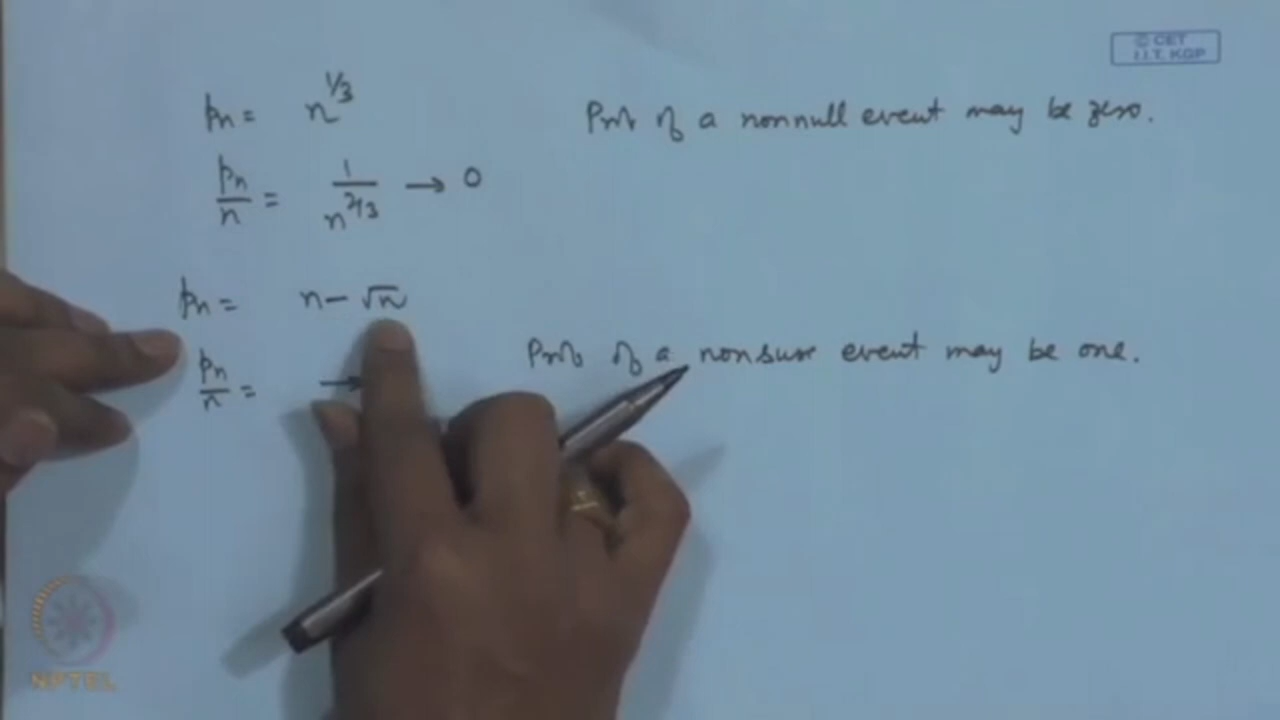 © CET
I.I.T. KGP
pn = n^1/3
Prob of a nonnull event may be zero.
pn/n = 1/n^2/3 → 0
pn = n - √n
Prob of a nonsure event may be one.
pn/n = →
NPTEL